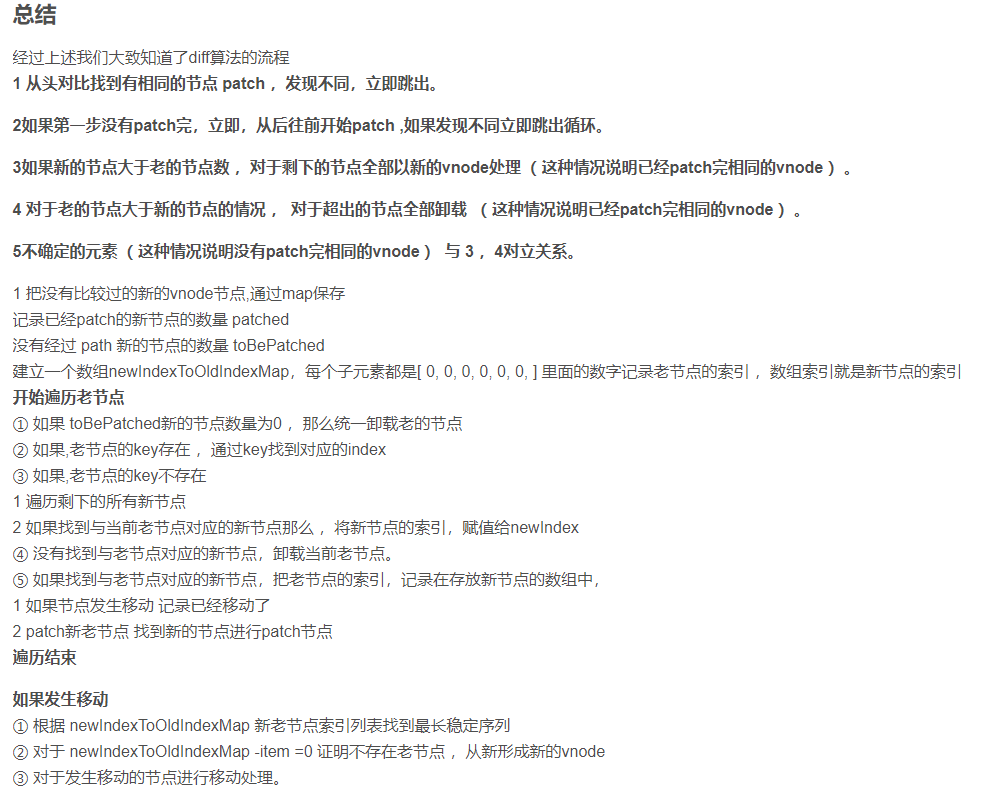 总结
经过上述我们大致知道了diff算法的流程
1 从头对比找到有相同的节点 patch ，发现不同，立即跳出。
2如果第一步没有patch完，立即，从后往前开始patch ,如果发现不同立即跳出循环。
3如果新的节点大于老的节点数 ，对于剩下的节点全部以新的vnode处理（ 这种情况说明已经patch完相同的vnode ）。
4 对于老的节点大于新的节点的情况 ， 对于超出的节点全部卸载 （ 这种情况说明已经patch完相同的vnode ）。
5不确定的元素（ 这种情况说明没有patch完相同的vnode ） 与 3 ，4对立关系。
1 把没有比较过的新的vnode节点,通过map保存
记录已经patch的新节点的数量 patched
没有经过 path 新的节点的数量 toBePatched
建立一个数组newIndexToOldIndexMap，每个子元素都是[ 0, 0, 0, 0, 0, 0, ] 里面的数字记录老节点的索引 ，数组索引就是新节点的索引
开始遍历老节点
① 如果 toBePatched新的节点数量为0 ，那么统一卸载老的节点
② 如果,老节点的key存在 ，通过key找到对应的index
③ 如果,老节点的key不存在
1 遍历剩下的所有新节点
2 如果找到与当前老节点对应的新节点那么 ，将新节点的索引，赋值给newIndex
④ 没有找到与老节点对应的新节点，卸载当前老节点。
⑤ 如果找到与老节点对应的新节点，把老节点的索引，记录在存放新节点的数组中，
1 如果节点发生移动 记录已经移动了
2 patch新老节点 找到新的节点进行patch节点
遍历结束
如果发生移动
① 根据 newIndexToOldIndexMap 新老节点索引列表找到最长稳定序列
② 对于 newIndexToOldIndexMap -item =0 证明不存在老节点 ，从新形成新的vnode
③ 对于发生移动的节点进行移动处理。